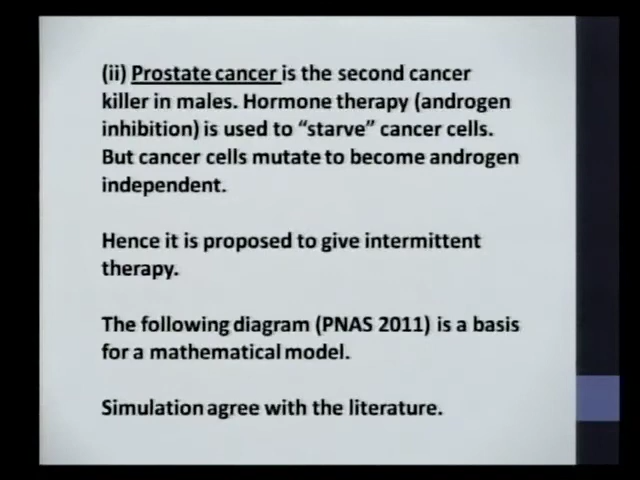 (ii) Prostate cancer is the second cancer
killer in males. Hormone therapy (androgen
inhibition) is used to “starve” cancer cells.
But cancer cells mutate to become androgen
independent.
Hence it is proposed to give intermittent
therapy.
The following diagram (PNAS 2011) is a basis
for a mathematical model.
Simulation agree with the literature.